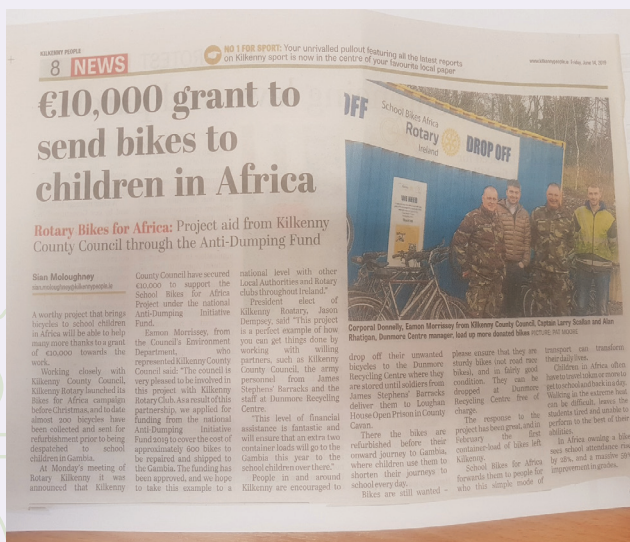 KILKENNY PEOPLE
8 NEWS
NO 1 FOR SPORT: Your unrivalled pullout featuring all the latest reports
on Kilkenny sport is now in the centre of your favourite local paper
€10,000 grant to
send bikes to
children in Africa
Rotary Bikes for Africa: Project aid from Kilkenny
County Council through the Anti-Dumping Fund
Sian Moloughney
A worthy project that brings
bicycles to school children
in Africa will be able to help
many more thanks to a grant
of €10,000 towards the
work.
Working closely with
Kilkenny County Council,
Kilkenny Rotary launched its
Bikes for Africa campaign
before Christmas, and to date
almost 200 bicycles have
been collected and sent for
refurbishment prior to being
despatched to school
children in Gambia.
At Monday's meeting of
Rotary Kilkenny it was
announced that Kilkenny
County Council have secured
€10,000 to support the
School Bikes for Africa
Project under the national
Anti-Dumping Initiative
Fund.
Eamon Morrissey, from
the Council's Environment
Department, who
represented Kilkenny County
Council said: "The council is
very pleased to be involved in
this project with Kilkenny
Rotary Club. As a result of this
partnership, we applied for
funding from the national
Anti-Dumping Initiative
Fund 2019 to cover the cost of
approximately 600 bikes to
be repaired and shipped to
the Gambia. The funding has
been approved, and we hope
to take this example to a
national level with other
Local Authorities and Rotary
clubs throughout Ireland."
President elect of
Kilkenny Roatary, Jason
Dempsey, said "This project
is a perfect example of how
you can get things done by
working with willing
partners, such as Kilkenny
County Council, the army
personnel from James
Stephens' Barracks and the
staff at Dunmore Recycling
Centre.
"This level of financial
assistance is fantastic and
will ensure that an extra two
container loads will go to the
Gambia this year to the
school children over there."
People in and around
Kilkenny are encouraged to
OFF
School Bikes Africa
Rotary
Ireland
DROP OFF
Corporal Donnelly, Eamon Morrissey from Kilkenny County Council, Captain Larry Scallan and Alan
Rhatigan, Dunmore Centre manager, load up more donated bikes PICTURE: PAT MOORE
drop off their unwanted
bicycles to the Dunmore
Recycling Centre where they
are stored until soldiers from
James Stephens' Barracks
deliver them to Loughan
House Open Prison in County
Cavan.
There the bikes are
refurbished before their
onward journey to Gambia,
where children use them to
shorten their journeys to
school every day.
Bikes are still wanted -
please ensure that they are
sturdy bikes (not road nor
bikes), and in fairly good
condition. They can be
dropped at Dunmore
Recycling Centre free of
charge.
The response to the
project has been great, and in
February the first
container-load of bikes left
Kilkenny.
School Bikes for Africa
forwards them to people for
who this simple mode of
transport can transform
their daily lives.
Children in Africa often
have to travel 10km or more to
get to school and back in a day.
Walking in the extreme heat,
can be difficult, leaves the
students tired and unable to
perform to the best of their
abilities.
In Africa owning a bike
sees school attendance rise
by 28%, and a massive 59%
improvement in grades.